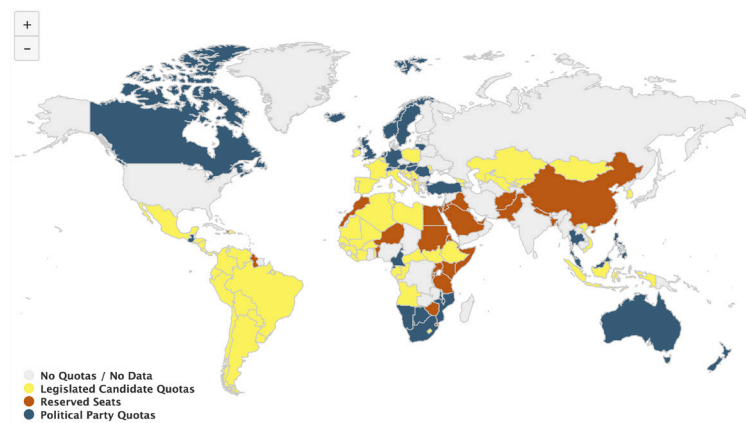 +
−
No Quotas / No Data
Legislated Candidate Quotas
Reserved Seats
Political Party Quotas